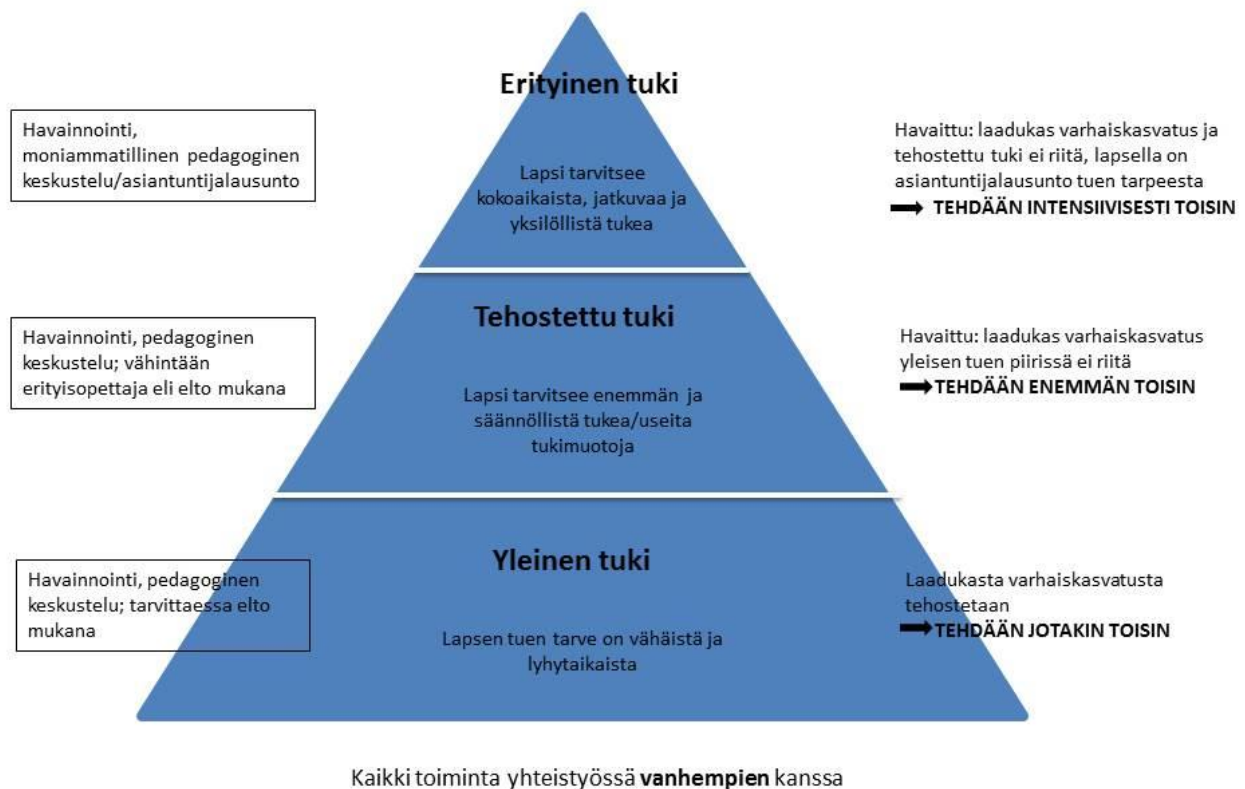 Erityinen tuki
Havainnointi,
moniammatillinen pedagoginen
keskustelu/asiantuntijalausunto
Lapsi tarvitsee
kokoaikaista, jatkuvaa ja
yksilöllistä tukea
Havaittu: laadukas varhaiskasvatus ja
tehostettu tuki ei riitä, lapsella on
asiantuntijalausunto tuen tarpeesta
TEHDÄÄN INTENSIIVISESTI TOISIN
Tehostettu tuki
Havainnointi, pedagoginen
keskustelu; vähintään
erityisopettaja eli elto mukana
Lapsi tarvitsee enemmän ja
säännöllistä tukea/useita
tukimuotoja
Havaittu: laadukas varhaiskasvatus
yleisen tuen piirissä ei riitä
TEHDÄÄN ENEMMÄN TOISIN
Yleinen tuki
Havainnointi, pedagoginen
keskustelu; tarvittaessa elto
mukana
Lapsen tuen tarve on vähäistä ja
lyhytaikaista
Laadukasta varhaiskasvatusta
tehostetaan
TEHDÄÄN JOTAKIN TOISIN
Kaikki toiminta yhteistyössä vanhempien kanssa